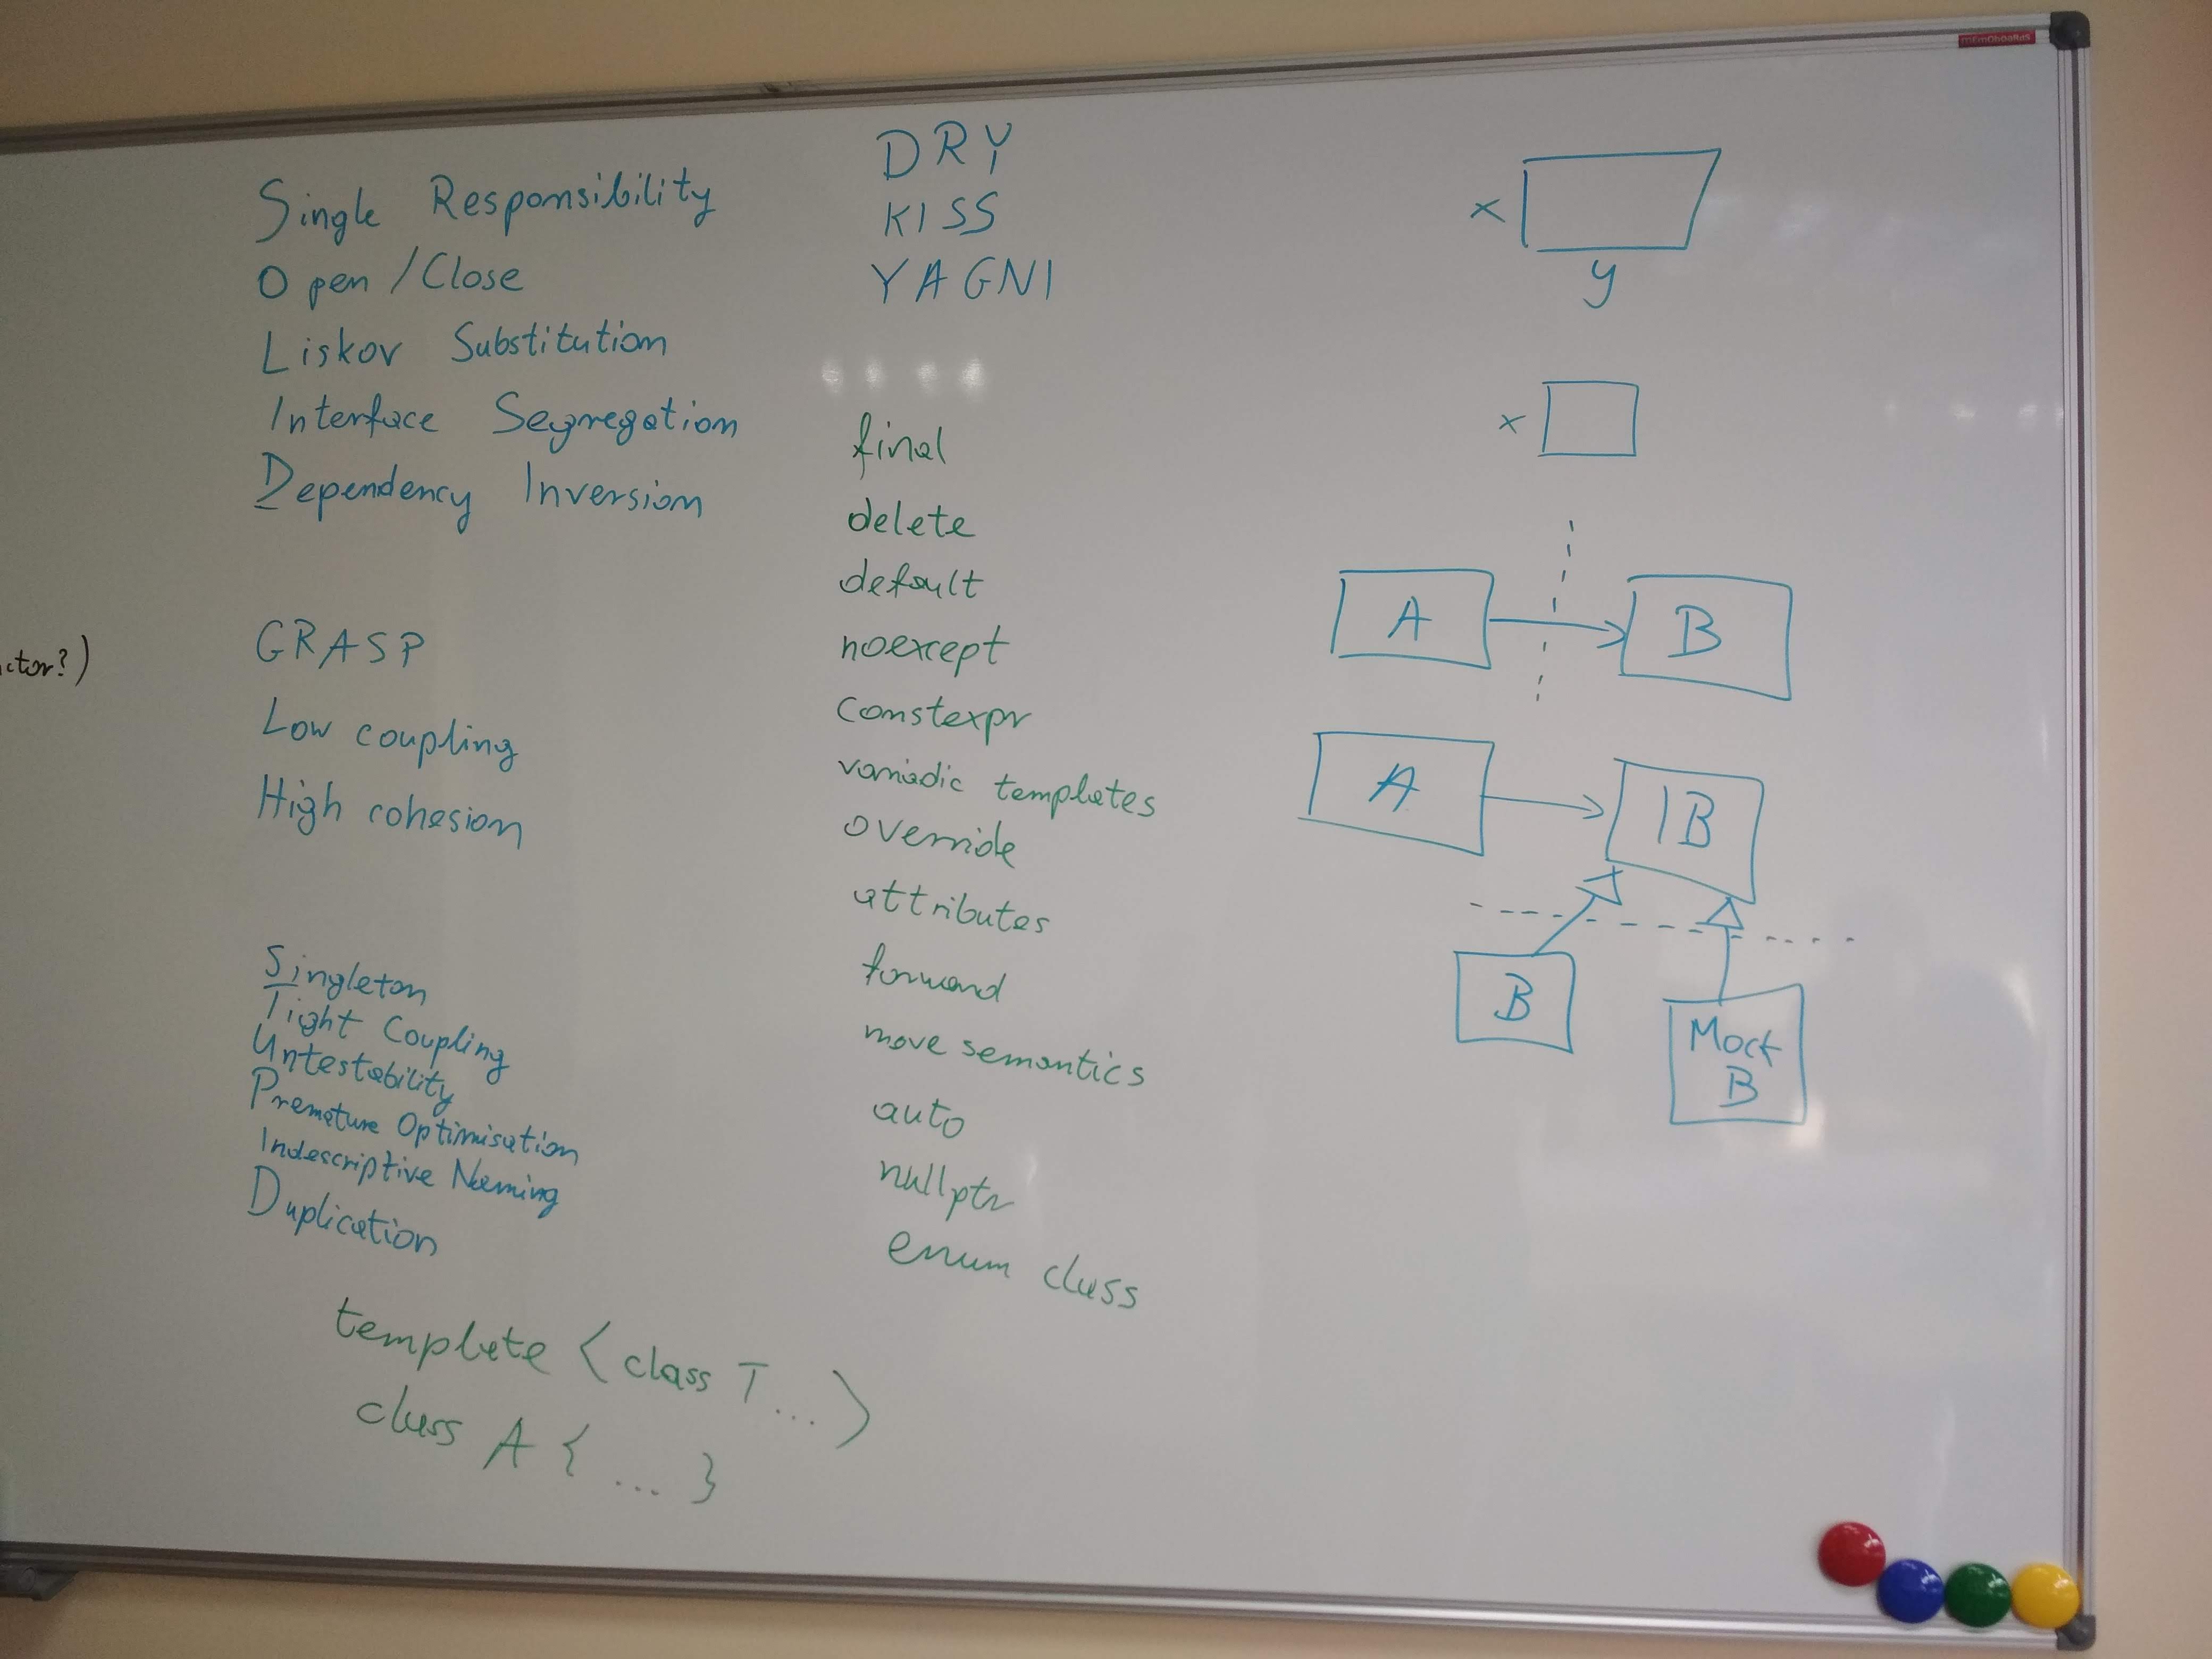 memoboards
Single Responsibility
Open/Close
Liskov Substitution
Interface Segregation
Dependency Inversion
GRASP
Low coupling
High cohesion
Singleton
Tight Coupling
Untestability
Premature Optimisation
Indescriptive Naming
Duplication
template <class T...>
class A { ... }
DRY
KISS
YAGNI
final
delete
default
noexcept
constexpr
variadic templates
override
attributes
forward
move semantics
auto
nullptr
enum class
x
y
x
A
B
A
IB
B
Mock
B